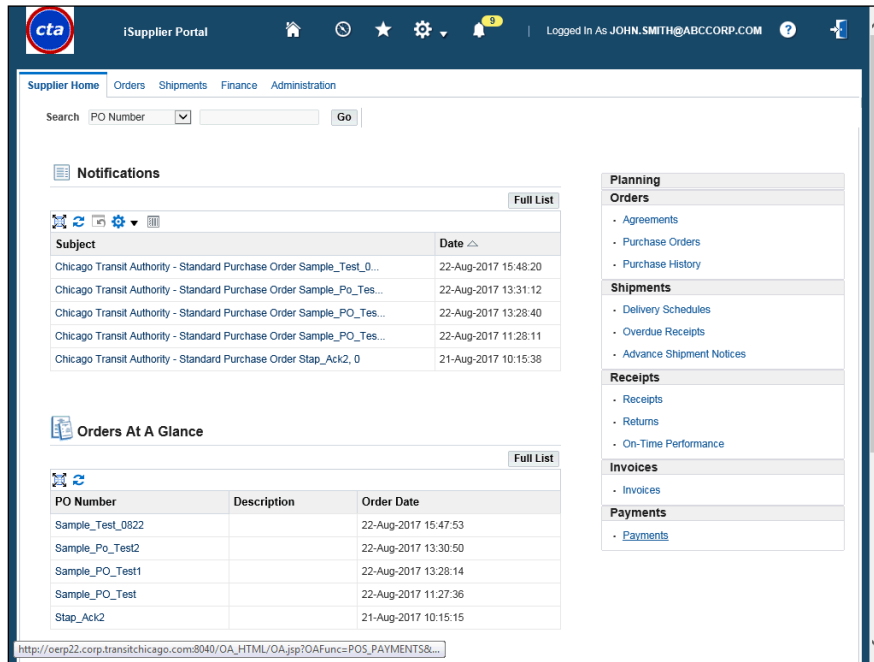 cta
iSupplier Portal
9
Logged In As JOHN.SMITH@ABCCORP.COM
?
Supplier Home Orders Shipments Finance Administration
Search PO Number Go
Notifications
Full List
Subject Date
Chicago Transit Authority - Standard Purchase Order Sample_Test_0... 22-Aug-2017 15:48:20
Chicago Transit Authority - Standard Purchase Order Sample_Po_Tes... 22-Aug-2017 13:31:12
Chicago Transit Authority - Standard Purchase Order Sample_PO_Tes... 22-Aug-2017 13:28:40
Chicago Transit Authority - Standard Purchase Order Sample_PO_Tes... 22-Aug-2017 11:28:11
Chicago Transit Authority - Standard Purchase Order Stap_Ack2, 0 21-Aug-2017 10:15:38
Orders At A Glance
Full List
PO Number Description Order Date
Sample_Test_0822 22-Aug-2017 15:47:53
Sample_Po_Test2 22-Aug-2017 13:30:50
Sample_PO_Test1 22-Aug-2017 13:28:14
Sample_PO_Test 22-Aug-2017 11:27:36
Stap_Ack2 21-Aug-2017 10:15:15
Planning
Orders
Agreements
Purchase Orders
Purchase History
Shipments
Delivery Schedules
Overdue Receipts
Advance Shipment Notices
Receipts
Receipts
Returns
On-Time Performance
Invoices
Invoices
Payments
Payments
http://oerp22.corp.transitchicago.com:8040/OA_HTML/OA.jsp?OAFunc=POS_PAYMENTS&...